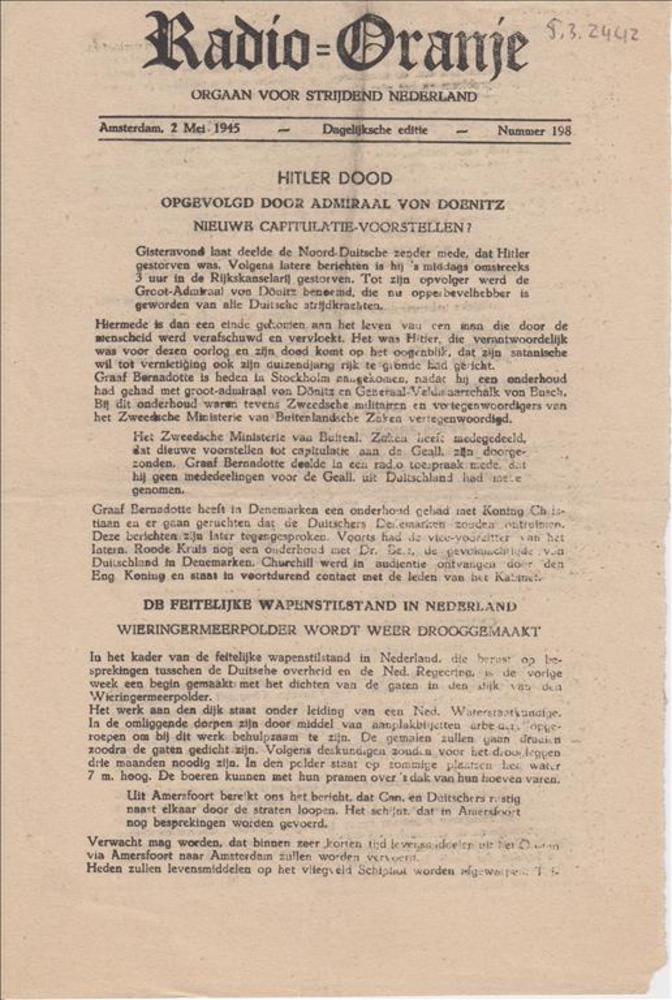 Radio=Oranje
ORGAAN VOOR STRIJDEND NEDERLAND
Amsterdam, 2 Mei 1945 — Dagelijksche editie — Nummer 198
HITLER DOOD
OPGEVOLGD DOOR ADMIRAAL VON DOENITZ
NIEUWE CAPITULATIE-VOORSTELLEN?
Gisteravond laat deelde de Noord-Duitsche zender mede, dat Hitler
gestorven was. Volgens latere berichten is hij 's middags omstreeks
3 uur in de Rijkskanselarij gestorven. Tot zijn opvolger werd de
Groot-Admiraal von Dönitz benoemd, die nu opperbevelhebber is
geworden van alle Duitsche strijdkrachten.
Hiermede is dan een einde gekomen aan het leven van een man die door de
menscheid werd verafschuwd en vervloekt. Het was Hitler, die verantwoordelijk
was voor dezen oorlog en zijn dood komt op het oogenblik, dat zijn satanische
wil tot vernietiging ook zijn duizendjarig rijk te gronde had gericht.
Graaf Bernadotte is heden in Stockholm aangekomen, nadat hij een onderhoud
had gehad met groot-admiraal von Dönitz en Generaal-Veldmaarschalk von Busch.
Bij dit onderhoud waren tevens Zweedsche militairen en vertegenwoordigers van
het Zweedsche Ministerie van Buitenlandsche Zaken vertegenwoordigd.
Het Zweedsche Ministerie van Buitenl. Zaken heeft medegedeeld,
dat nieuwe voorstellen tot capitulatie aan de Geall. zijn doorge-
zonden. Graaf Bernadotte deelde in een radio toespraak mede, dat
hij geen mededeelingen voor de Geall. uit Duitschland had mede
genomen.
Graaf Bernadotte heeft in Denemarken een onderhoud gehad met Koning Chris-
tiaan en er gaan geruchten dat de Duitschers Denemarken zouden ontruimen.
Deze berichten zijn later tegengesproken. Voorts had de vice-voorzitter van het
Intern. Roode Kruis nog een onderhoud met Dr. de gevolmachtigde van
Duitschland in Denemarken. Churchill werd in audientie ontvangen door den
Eng. Koning en staat in voortdurend contact met de leden van het Kabinet.
DE FEITELIJKE WAPENSTILSTAND IN NEDERLAND
WIERINGERMEERPOLDER WORDT WEER DROOGGEMAAKT
In het kader van de feitelijke wapenstilstand in Nederland, die berust op be-
sprekingen tusschen de Duitsche overheid en de Ned. Regeering, is de vorige
week een begin gemaakt met het dichten van de gaten in den dijk van den
Wieringermeerpolder.
Het werk aan den dijk staat onder leiding van een Ned. Waterstaatkundige.
In de omliggende dorpen zijn door middel van aanplakbiljetten arbeiders opge-
roepen om bij dit werk behulpzaam te zijn. De gemalen zullen gaan draaien
zoodra de gaten gedicht zijn. Volgens deskundigen zouden voor het droogleggen
drie maanden noodig zijn. In den polder staat op sommige plaatsen het water
7 m. hoog. De boeren kunnen met hun pramen over 's dak van hun hoeven varen.
Uit Amersfoort bereikt ons het bericht, dat Can. en Duitschers rustig
naast elkaar door de straten loopen. Het schijnt, dat in Amersfoort
nog besprekingen worden gevoerd.
Verwacht mag worden, dat binnen zeer korten tijd levensmiddelen uit het Oosten
via Amersfoort naar Amsterdam zullen worden vervoerd.
Heden zullen levensmiddelen op het vliegveld Schiphol worden afgeworpen.